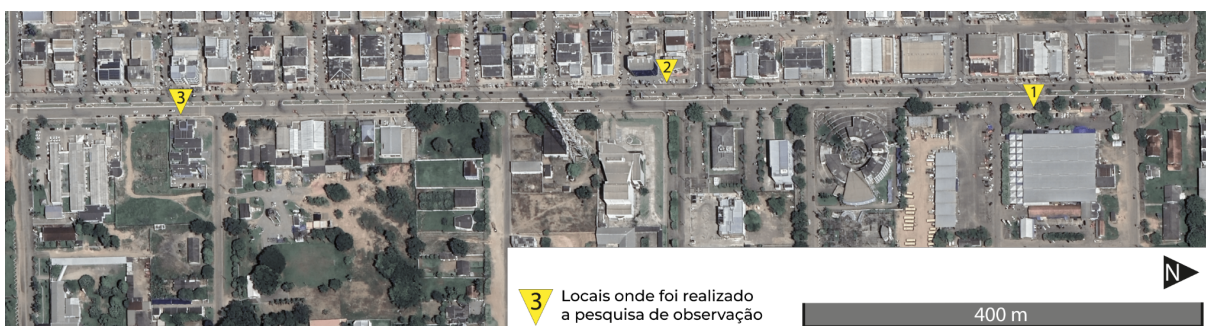 2
1
3
N
3 Locais onde foi realizado
a pesquisa de observação
400 m